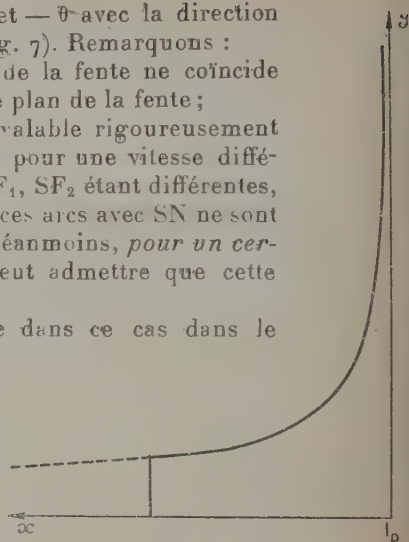 et — ϑ avec la direction
g. 7). Remarquons :
de la fente ne coïncide
e plan de la fente ;
valable rigoureusement
pour une vitesse diffé-
F₁, SF₂ étant différentes,
ces arcs avec SN ne sont
éanmoins, pour un cer-
eut admettre que cette
e dans ce cas dans le
y
x